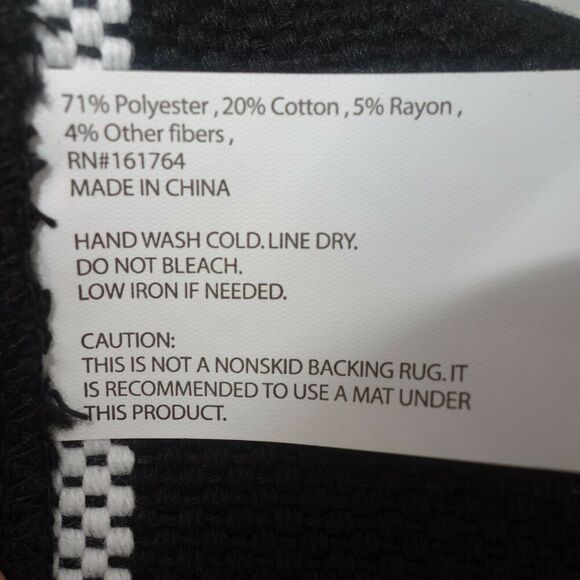 71% Polyester , 20% Cotton , 5% Rayon ,
4% Other fibers ,
RN#161764
MADE IN CHINA
HAND WASH COLD. LINE DRY.
DO NOT BLEACH.
LOW IRON IF NEEDED.
CAUTION:
THIS IS NOT A NONSKID BACKING RUG. IT
IS RECOMMENDED TO USE A MAT UNDER
THIS PRODUCT.